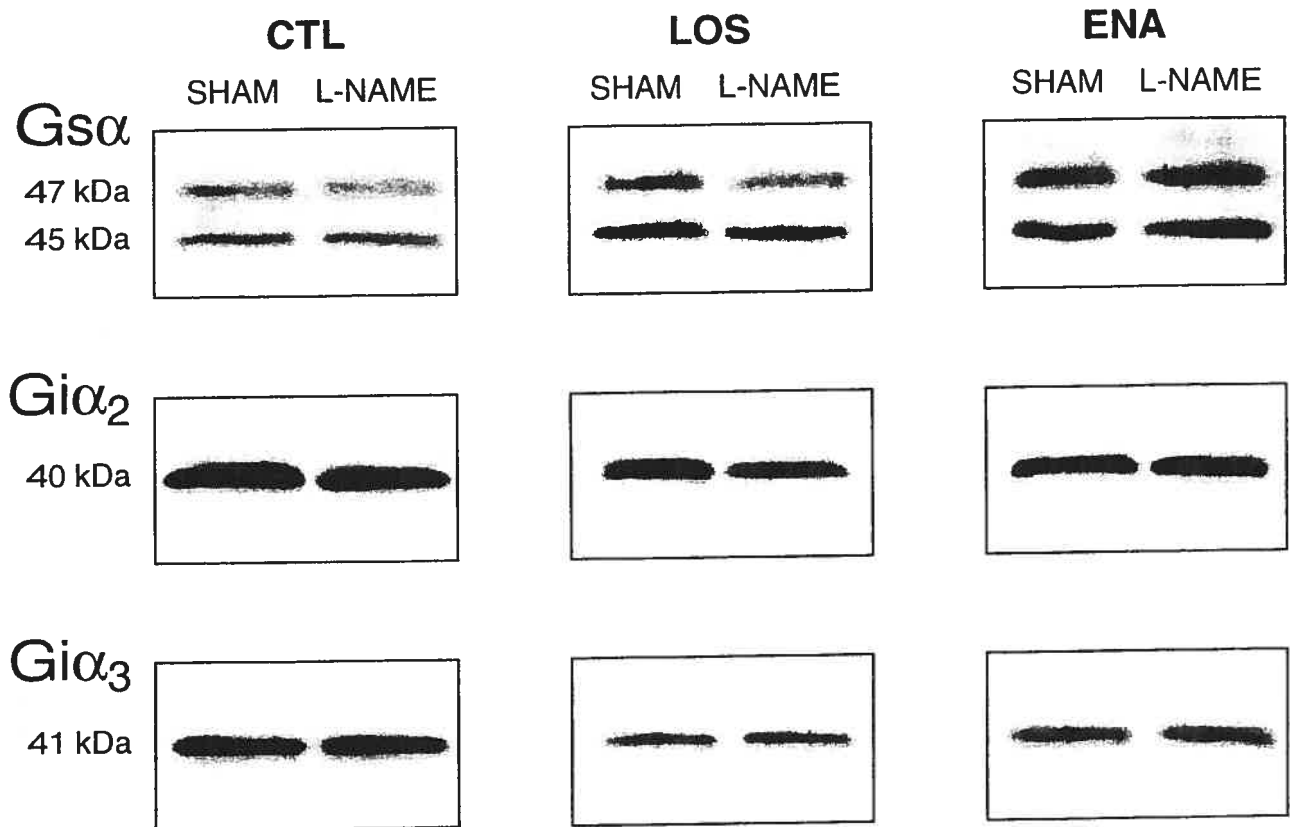 CTL LOS ENA
SHAM L-NAME SHAM L-NAME SHAM L-NAME
Gsα
47 kDa
45 kDa
Giα₂
40 kDa
Giα₃
41 kDa